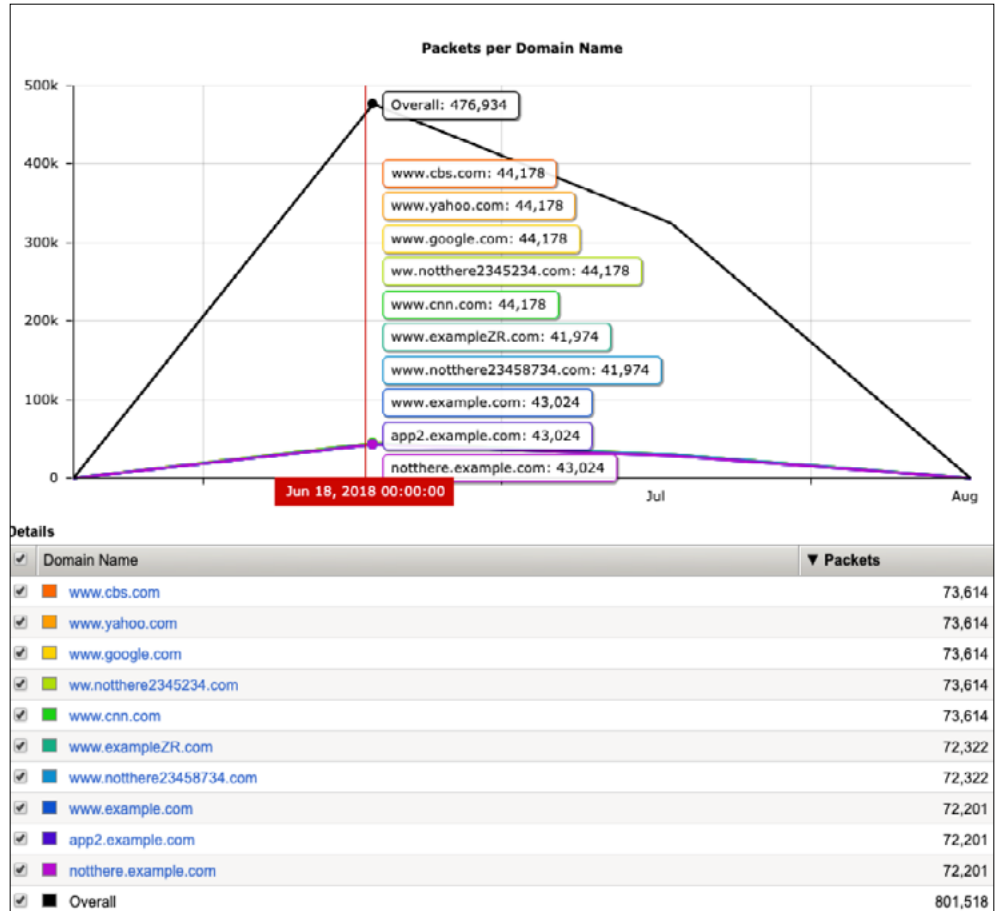 Packets per Domain Name
500k
Overall: 476,934
400k
www.cbs.com: 44,178
www.yahoo.com: 44,178
300k
www.google.com: 44,178
ww.notthere2345234.com: 44,178
www.cnn.com: 44,178
200k
www.exampleZR.com: 41,974
www.notthere23458734.com: 41,974
100k
www.example.com: 43,024
app2.example.com: 43,024
notthere.example.com: 43,024
0
Jun 18, 2018 00:00:00
Jul
Aug
Details
Domain Name ▼ Packets
www.cbs.com 73,614
www.yahoo.com 73,614
www.google.com 73,614
ww.notthere2345234.com 73,614
www.cnn.com 73,614
www.exampleZR.com 72,322
www.notthere23458734.com 72,322
www.example.com 72,201
app2.example.com 72,201
notthere.example.com 72,201
Overall 801,518